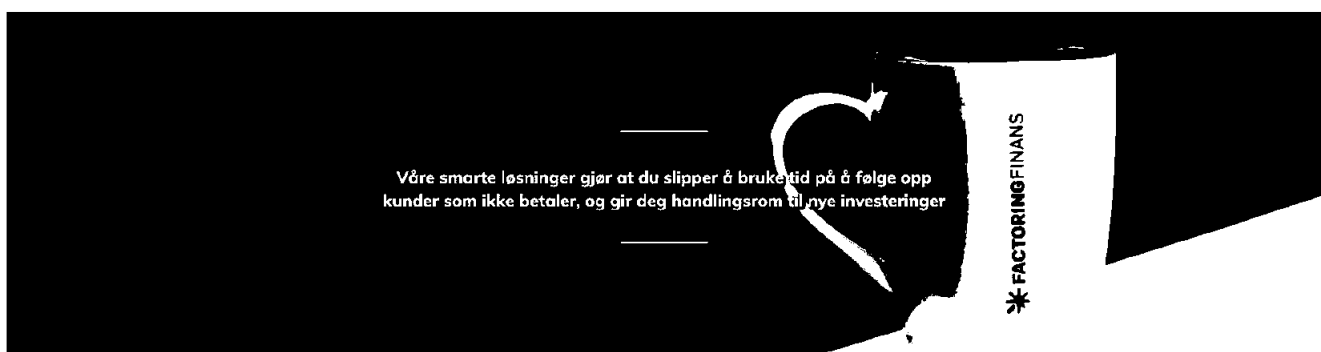 Våre smarte løsninger gjør at du slipper å bruke tid på å følge opp
kunder som ikke betaler, og gir deg handlingsrom til nye investeringer
FACTORINGFINANS